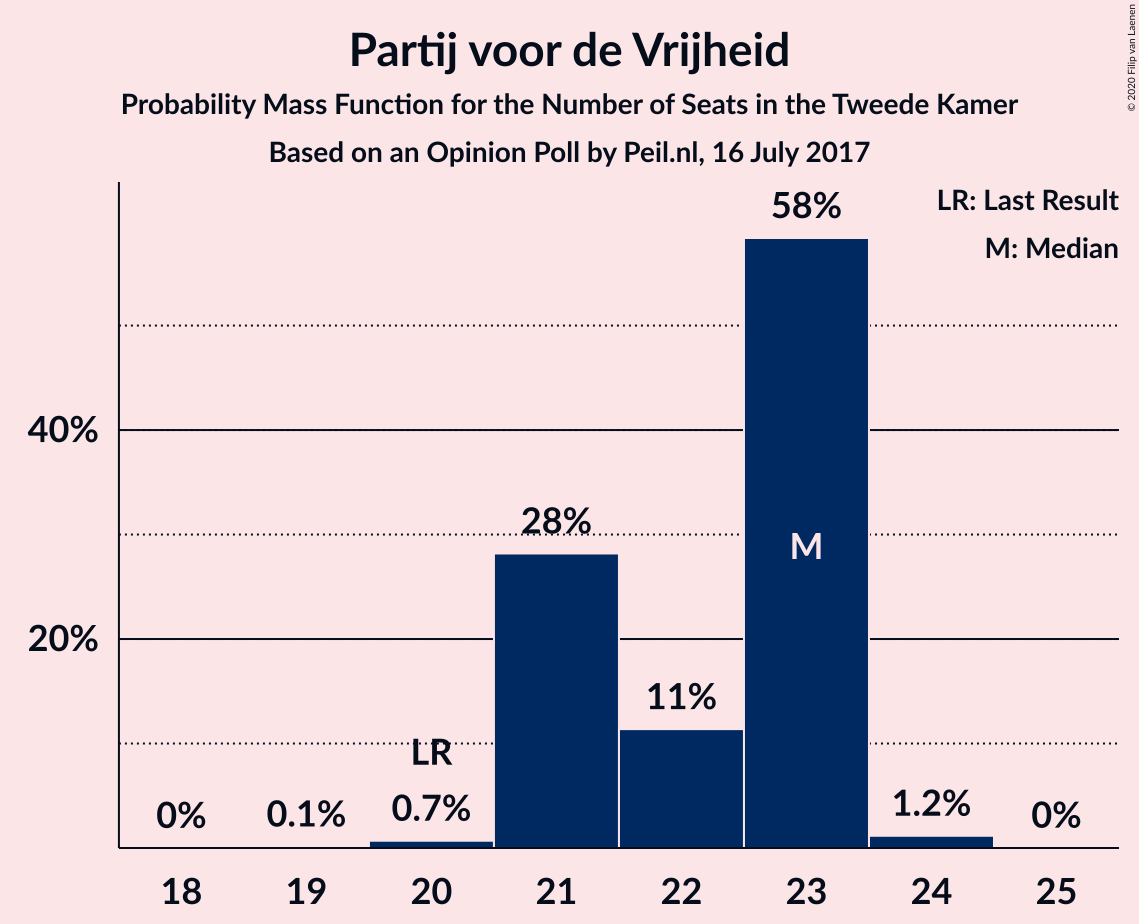 Partij voor de Vrijheid
Probability Mass Function for the Number of Seats in the Tweede Kamer
Based on an Opinion Poll by Peil.nl, 16 July 2017
© 2020 Filip van Laenen
LR: Last Result
M: Median
58%
40%
28%
M
20%
11%
LR
0%
0.1%
0.7%
1.2%
0%
18 19 20 21 22 23 24 25